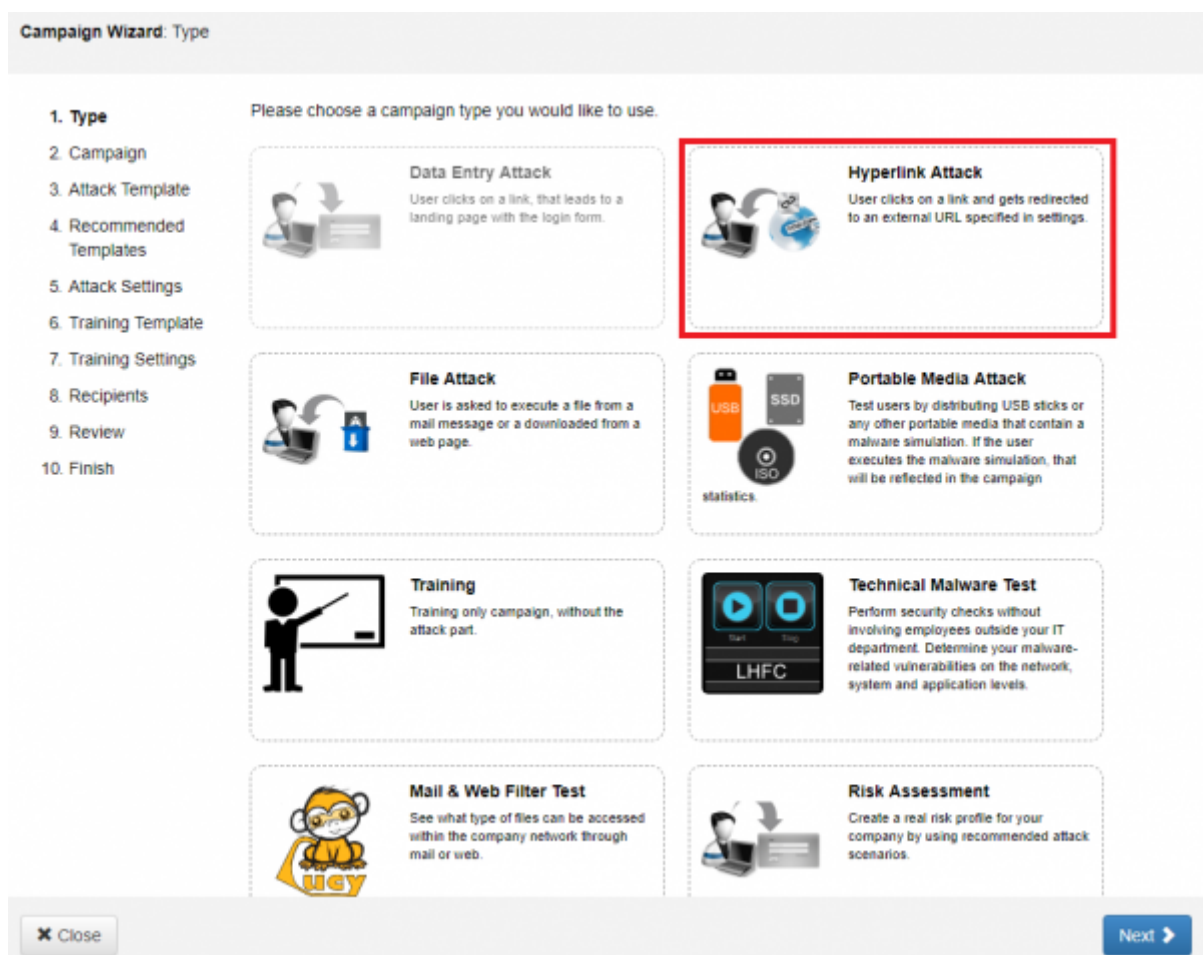 Campaign Wizard: Type
1. Type
2. Campaign
3. Attack Template
4. Recommended
Templates
5. Attack Settings
6. Training Template
7. Training Settings
8. Recipients
9. Review
10. Finish
Please choose a campaign type you would like to use.
Data Entry Attack
User clicks on a link, that leads to a
landing page with the login form.
Hyperlink Attack
User clicks on a link and gets redirected
to an external URL specified in settings.
File Attack
User is asked to execute a file from a
mail message or a downloaded from a
web page.
USB
SSD
ISO
Portable Media Attack
Test users by distributing USB sticks or
any other portable media that contain a
malware simulation. If the user
executes the malware simulation, that
will be reflected in the campaign
statistics.
Training
Training only campaign, without the
attack part.
Start
Stop
LHFC
Technical Malware Test
Perform security checks without
involving employees outside your IT
department. Determine your malware-
related vulnerabilities on the network,
system and application levels.
Lucy
Mail & Web Filter Test
See what type of files can be accessed
within the company network through
mail or web.
Risk Assessment
Create a real risk profile for your
company by using recommended attack
scenarios.
Close
Next